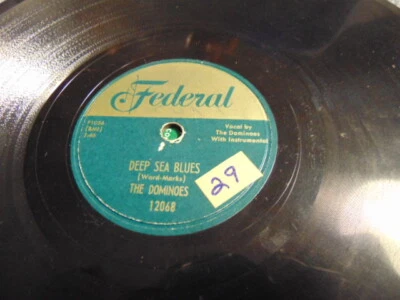 Federal
Vocal by
The Dominoes
With Instrumental
DEEP SEA BLUES
(Ward-Marks)
THE DOMINOES
12068
29